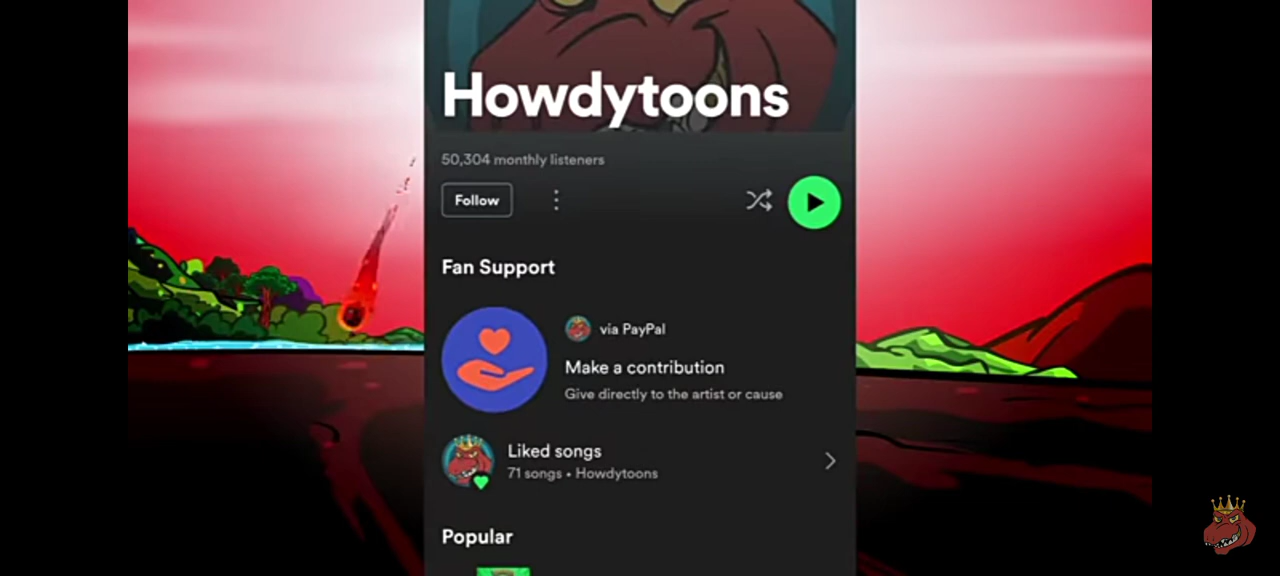 Howdytoons
50,304 monthly listeners
Follow
Fan Support
via PayPal
Make a contribution
Give directly to the artist or cause
Liked songs
71 songs • Howdytoons
Popular